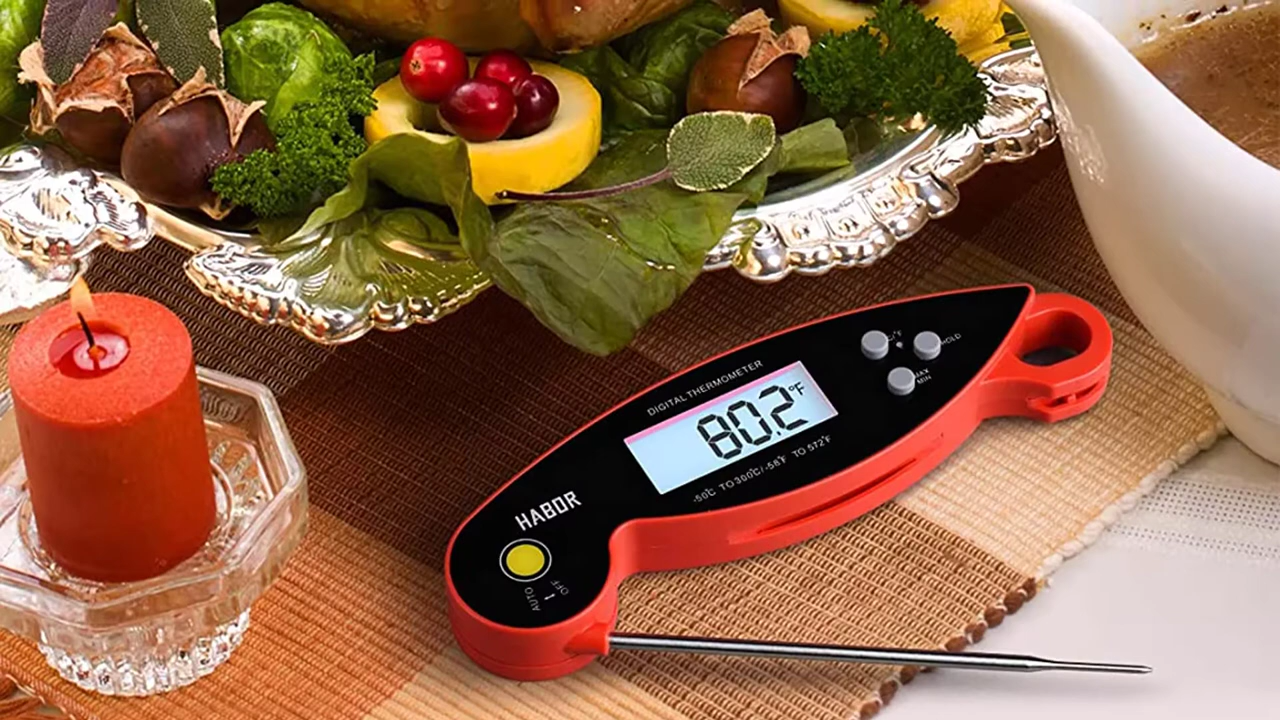 °C/°F
HOLD
MAX
MIN
DIGITAL THERMOMETER
80.2°F
-50℃ TO 300℃/-58℉ TO 572℉
HABOR
AUTO
OFF